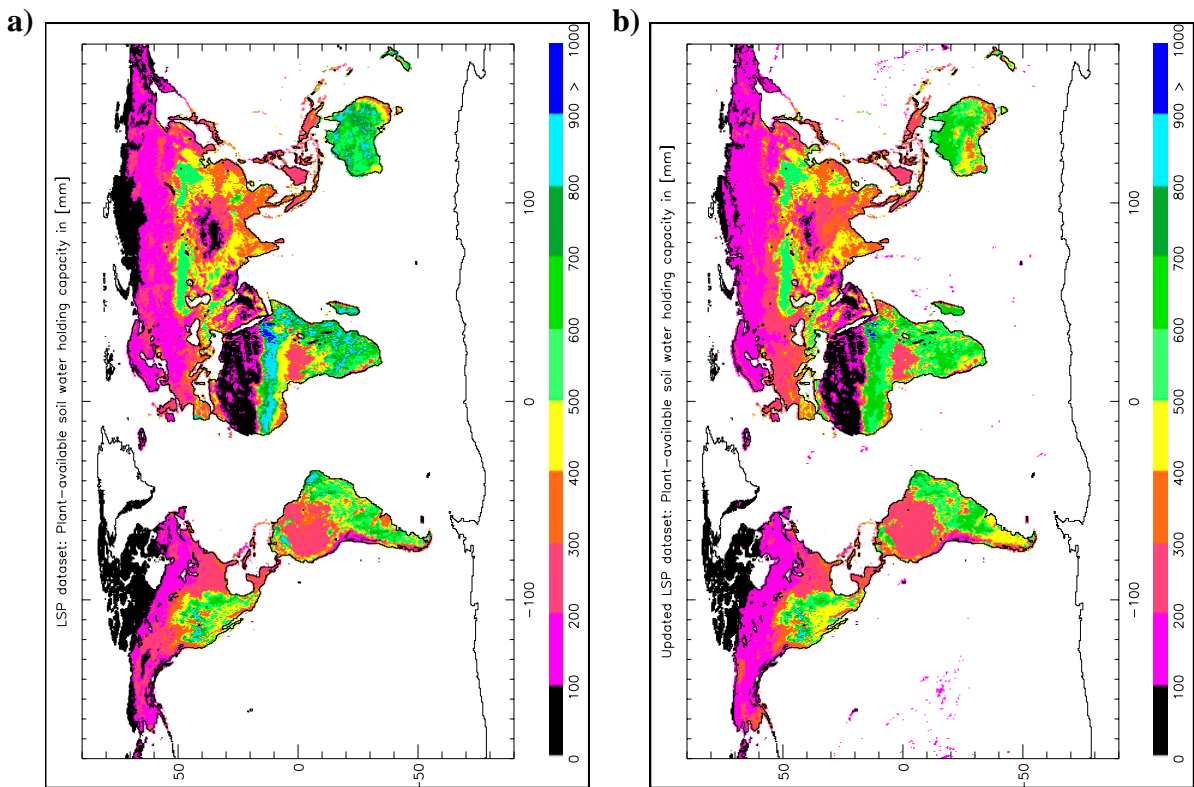 a)
LSP dataset: Plant-available soil water holding capacity in [mm]
50
0
-50
-100
0
100
0 100 200 300 400 500 600 700 800 900 > 1000
b)
Updated LSP dataset: Plant-available soil water holding capacity in [mm]
50
0
-50
-100
0
100
0 100 200 300 400 500 600 700 800 900 > 1000